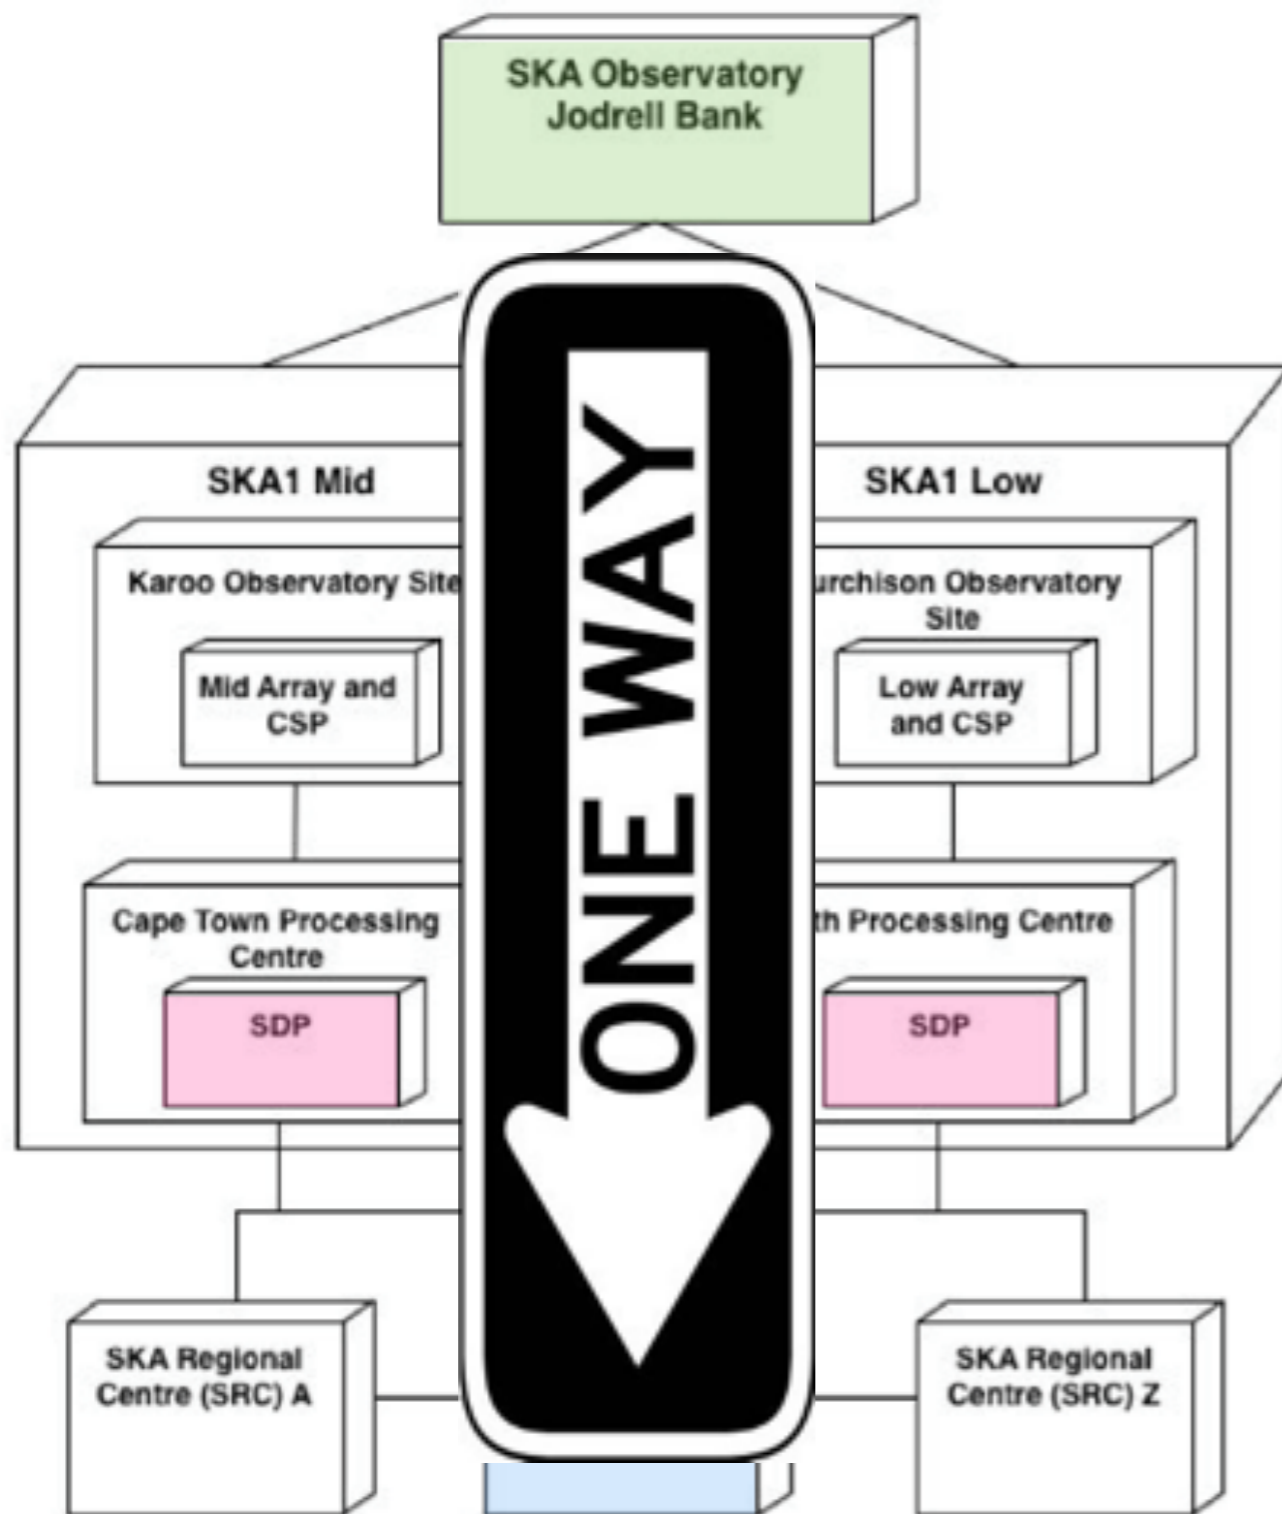 SKA Observatory
Jodrell Bank
SKA1 Mid
SKA1 Low
Karoo Observatory Site
Observatory
Site
Mid Array and
CSP
Low Array
and CSP
Cape Town Processing
Centre
Processing Centre
SDP
SDP
ONE WAY
SKA Regional
Centre (SRC) A
SKA Regional
Centre (SRC) Z